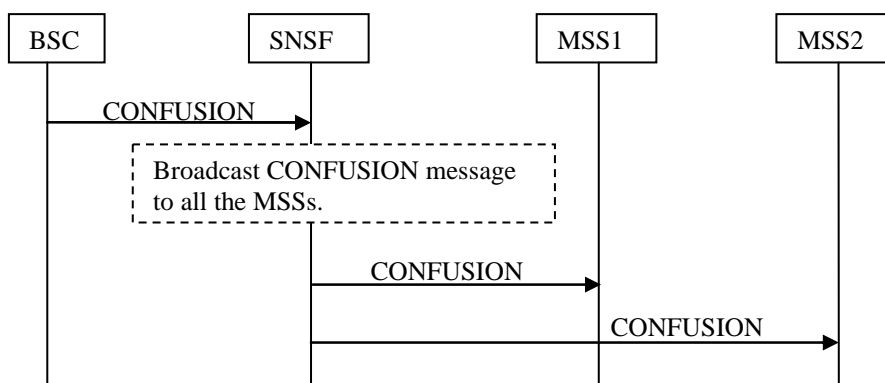 BSC SNSF MSS1 MSS2
CONFUSION
Broadcast CONFUSION message
to all the MSSs.
CONFUSION
CONFUSION